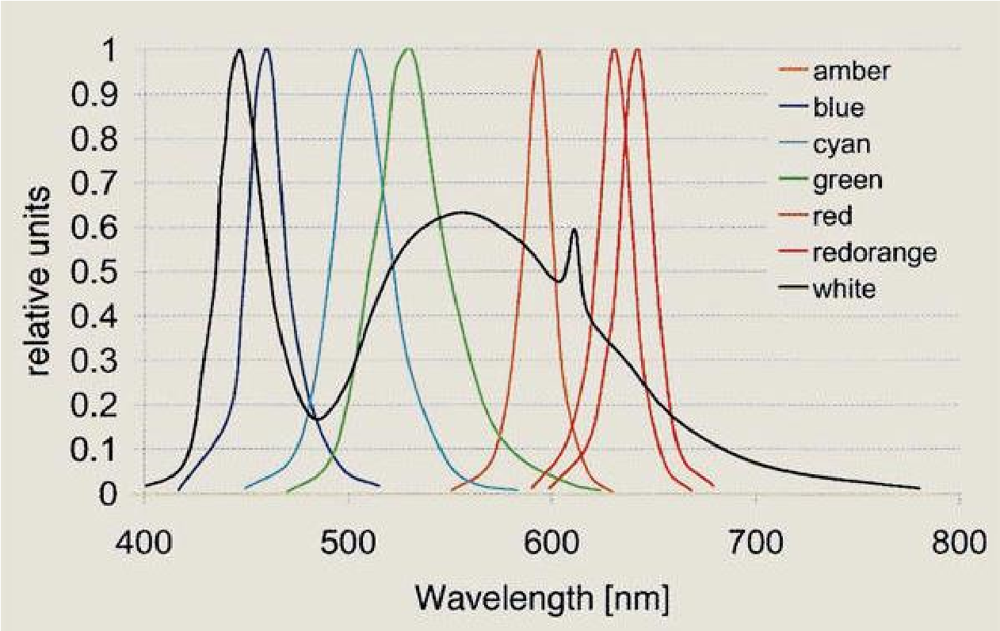 1
0.9
0.8
0.7
0.6
0.5
0.4
0.3
0.2
0.1
0
relative units
amber
blue
cyan
green
red
redorange
white
400 500 600 700 800
Wavelength [nm]